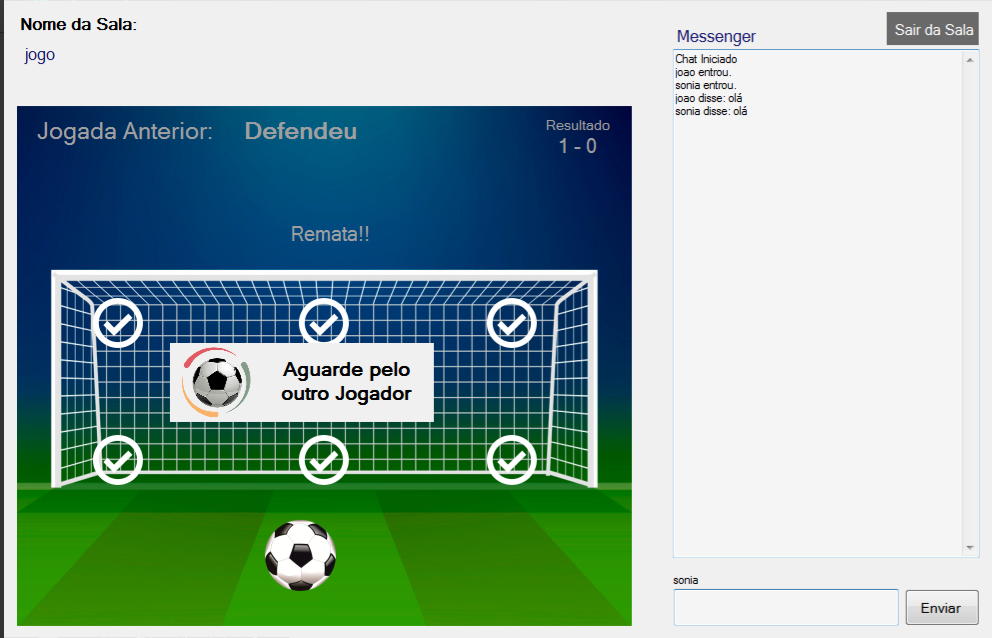 Nome da Sala:
jogo
Jogada Anterior: Defendeu
Resultado
1 - 0
Remata!!
Aguarde pelo
outro Jogador
Messenger
Sair da Sala
Chat Iniciado
joao entrou.
sonia entrou.
joao disse: olá
sonia disse: olá
sonia
Enviar